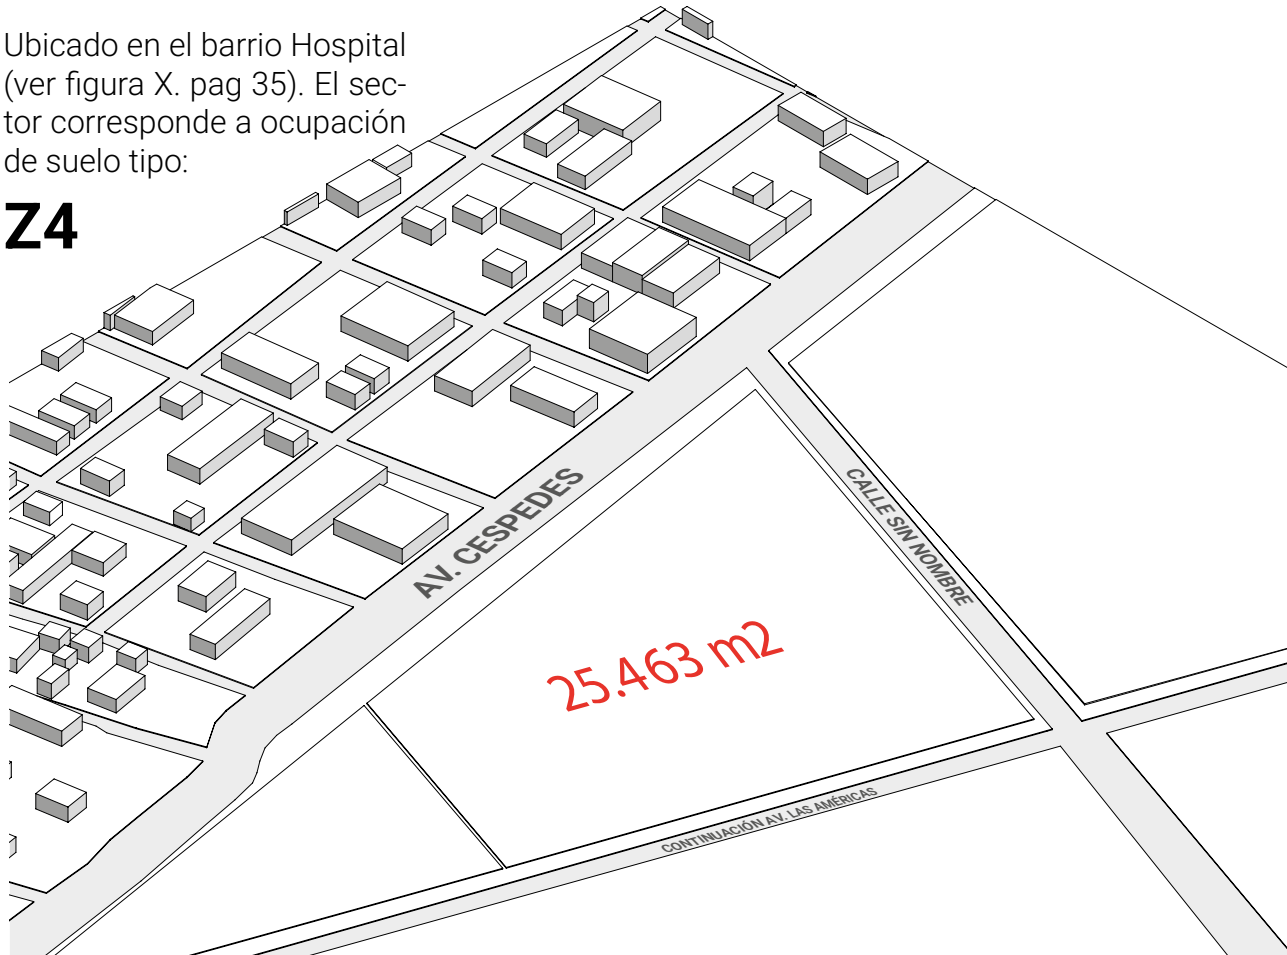 Ubicado en el barrio Hospital
(ver figura X. pag 35). El sec-
tor corresponde a ocupación
de suelo tipo:
Z4
AV. CESPEDES
CALLE SIN NOMBRE
25.463 m2
CONTINUACIÓN AV. LAS AMÉRICAS